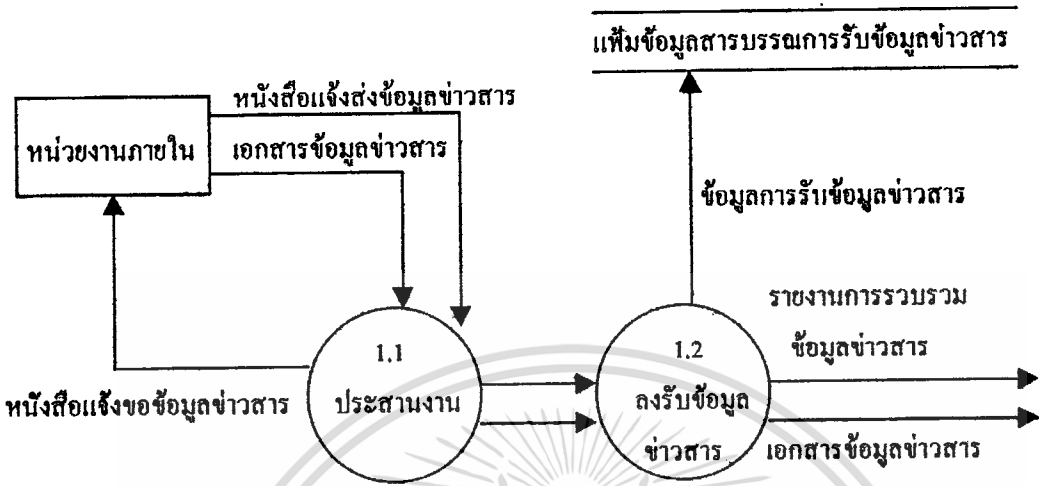 แฟ้มข้อมูลสารบรรณการรับข้อมูลข่าวสาร
หนังสือแจ้งส่งข้อมูลข่าวสาร
หน่วยงานภายใน
เอกสารข้อมูลข่าวสาร
ข้อมูลการรับข้อมูลข่าวสาร
รายงานการรวบรวม
ข้อมูลข่าวสาร
1.1
ประสานงาน
1.2
ลงรับข้อมูล
ข่าวสาร
หนังสือแจ้งขอข้อมูลข่าวสาร
เอกสารข้อมูลข่าวสาร